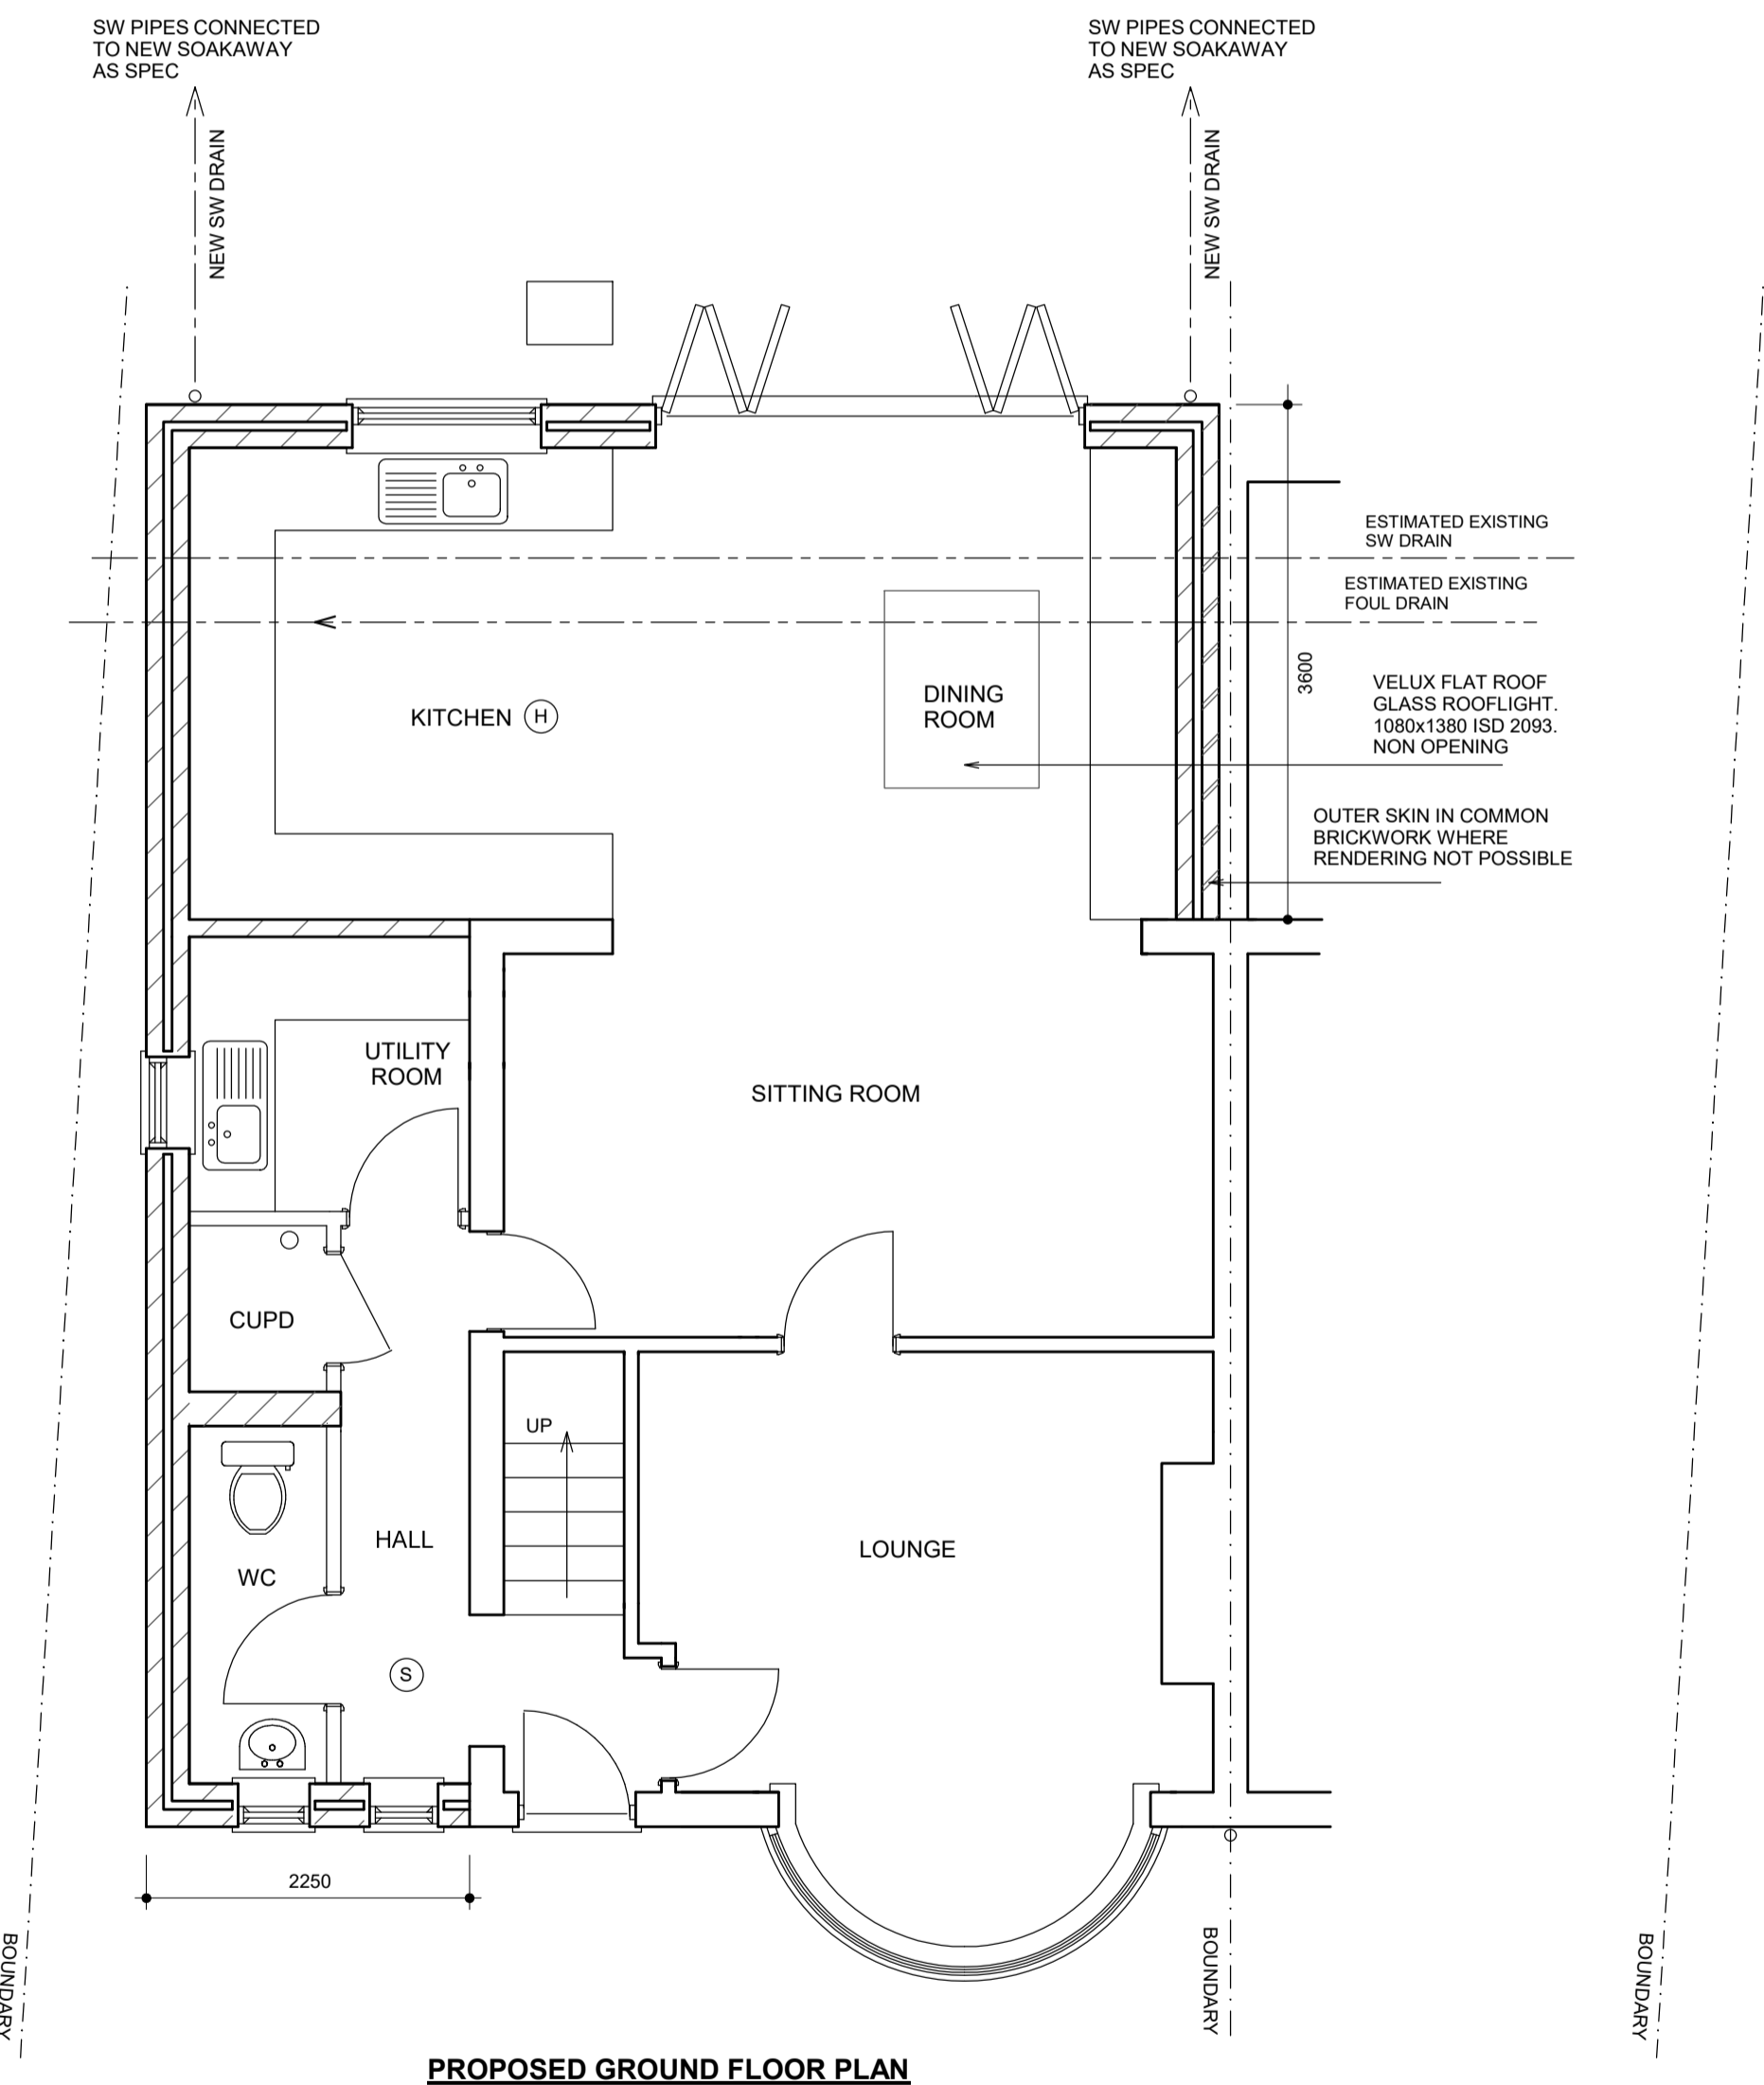 SW PIPES CONNECTED
TO NEW SOAKAWAY
AS SPEC
SW PIPES CONNECTED
TO NEW SOAKAWAY
AS SPEC
NEW SW DRAIN
NEW SW DRAIN
ESTIMATED EXISTING
SW DRAIN
ESTIMATED EXISTING
FOUL DRAIN
3600
VELUX FLAT ROOF
GLASS ROOFLIGHT.
1080x1380 ISD 2093.
NON OPENING
DINING
ROOM
KITCHEN
H
OUTER SKIN IN COMMON
BRICKWORK WHERE
RENDERING NOT POSSIBLE
UTILITY
ROOM
SITTING ROOM
CUPD
UP
HALL
LOUNGE
WC
S
2250
BOUNDARY
BOUNDARY
BOUNDARY
PROPOSED GROUND FLOOR PLAN